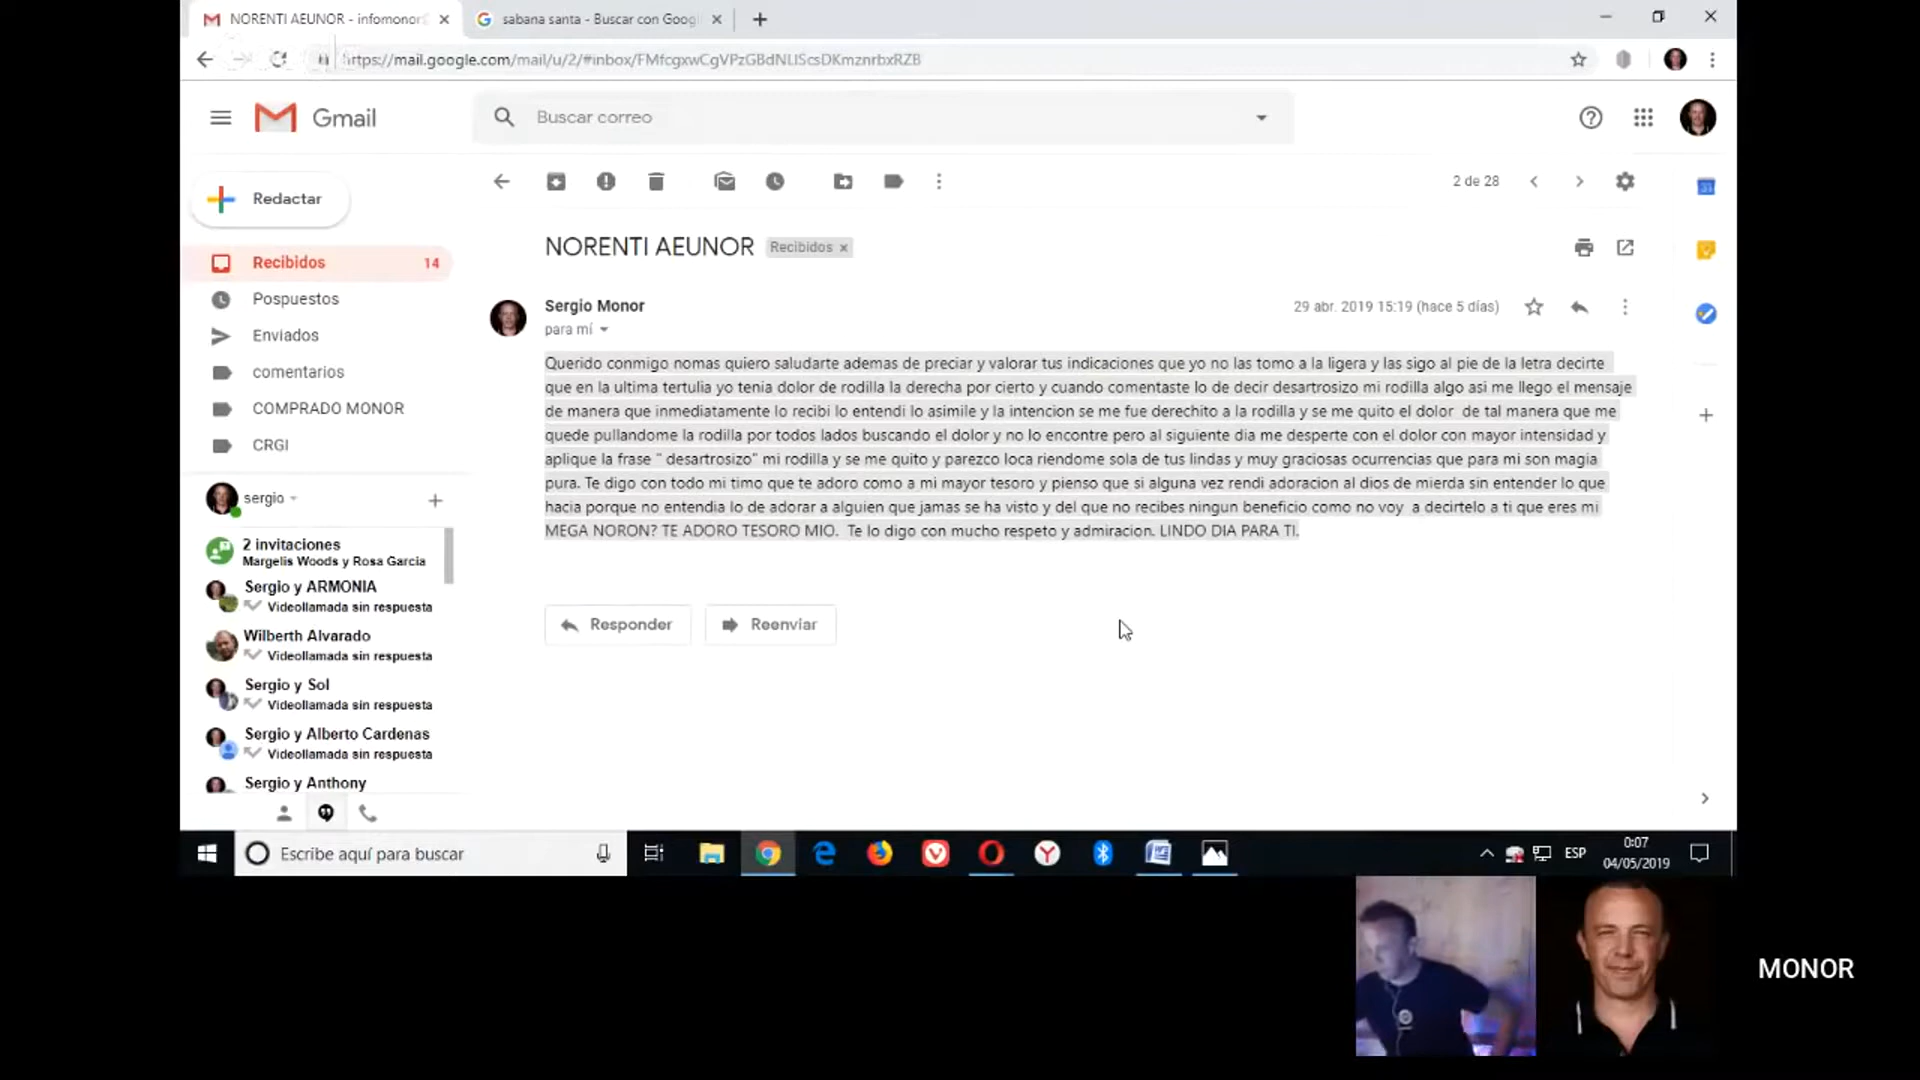 NORENTI AEUNOR - infomonor
sabana santa - Buscar con Goog
https://mail.google.com/mail/u/2/#inbox/FMfcgxwCgVPzGBdNLlScsDKmznrbxRZB
Gmail
Buscar correo
Redactar
2 de 28
NORENTI AEUNOR
Recibidos x
Recibidos 14
Pospuestos
Enviados
comentarios
COMPRADO MONOR
CRGI
Sergio Monor
29 abr. 2019 15:19 (hace 5 días)
para mí
Querido conmigo nomas quiero saludarte ademas de preciar y valorar tus indicaciones que yo no las tomo a la ligera y las sigo al pie de la letra decirte
que en la ultima tertulia yo tenia dolor de rodilla la derecha por cierto y cuando comentaste lo de decir desartrosizo mi rodilla algo asi me llego el mensaje
de manera que inmediatamente lo recibi lo entendi lo asimile y la intencion se me fue derechito a la rodilla y se me quito el dolor de tal manera que me
quede pullandome la rodilla por todos lados buscando el dolor y no lo encontre pero al siguiente dia me desperte con el dolor con mayor intensidad y
aplique la frase " desartrosizo" mi rodilla y se me quito y parezco loca riendome sola de tus lindas y muy graciosas ocurrencias que para mi son magia
pura. Te digo con todo mi timo que te adoro como a mi mayor tesoro y pienso que si alguna vez rendi adoracion al dios de mierda sin entender lo que
hacia porque no entendia lo de adorar a alguien que jamas se ha visto y del que no recibes ningun beneficio como no voy a decirtelo a ti que eres mi
MEGA NORON? TE ADORO TESORO MIO. Te lo digo con mucho respeto y admiracion. LINDO DIA PARA TI.
Responder
Reenviar
sergio
2 invitaciones
Margelis Woods y Rosa Garcia
Sergio y ARMONIA
Videollamada sin respuesta
Wilberth Alvarado
Videollamada sin respuesta
Sergio y Sol
Videollamada sin respuesta
Sergio y Alberto Cardenas
Videollamada sin respuesta
Sergio y Anthony
Escribe aquí para buscar
ESP
0:07
04/05/2019
MONOR